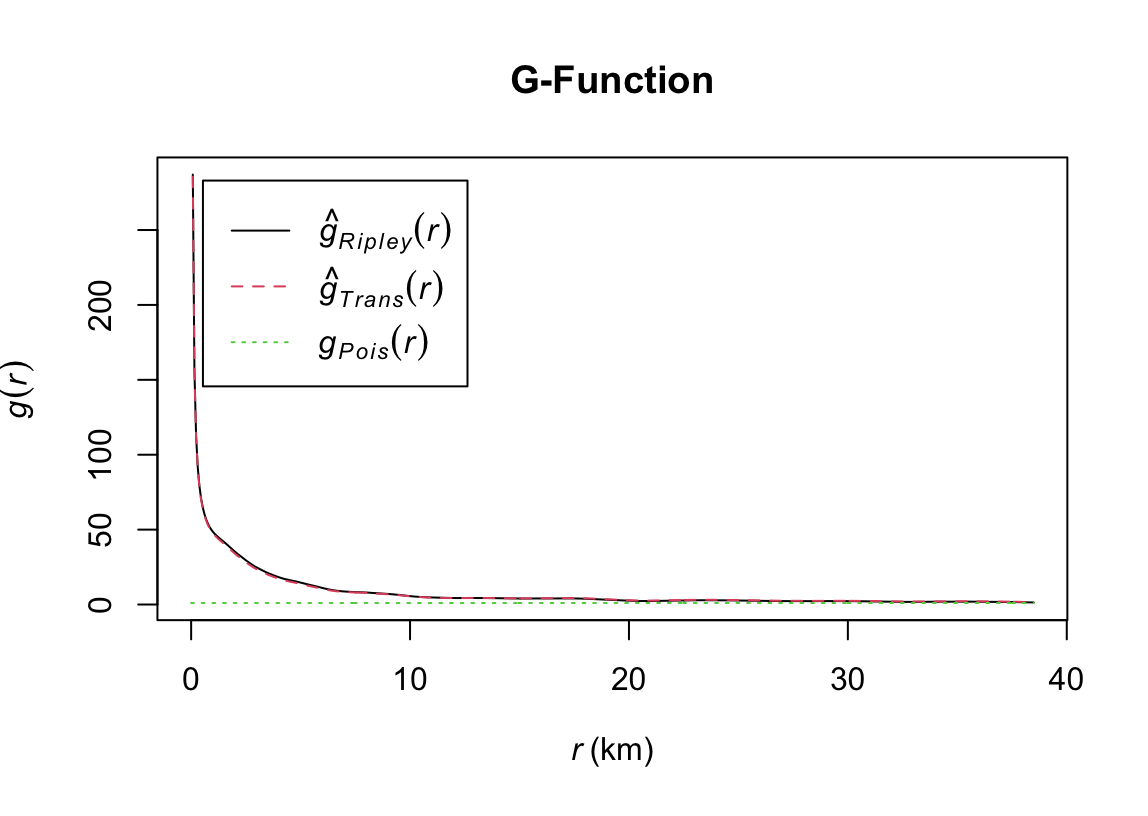 G-Function
ĝRipley(r)
ĝTrans(r)
gPois(r)
g(r)
200
100
50
0
0 10 20 30 40
r (km)